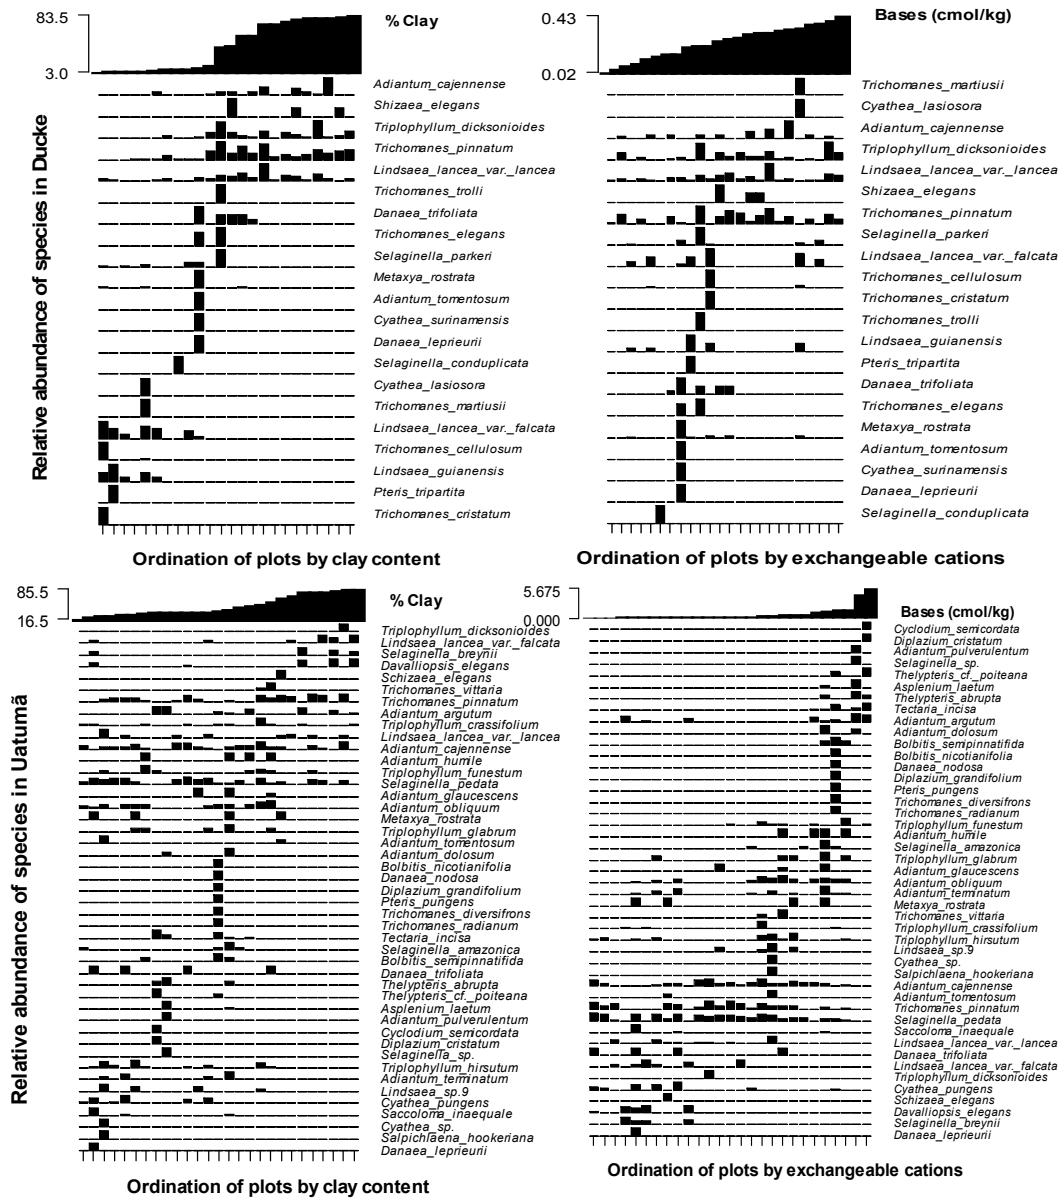 83.5
% Clay
3.0
Adiantum_cajennense
Shizaea_elegans
Triplophyllum_dicksonioides
Trichomanes_pinnatum
Lindsaea_lancea_var._lancea
Trichomanes_trolli
Danaea_trifoliata
Trichomanes_elegans
Selaginella_parkeri
Metaxya_rostrata
Adiantum_tomentosum
Cyathea_surinamensis
Danaea_leprieurii
Selaginella_conduplicata
Cyathea_lasiosora
Trichomanes_martiusii
Lindsaea_lancea_var._falcata
Trichomanes_cellulosum
Lindsaea_guianensis
Pteris_tripartita
Trichomanes_cristatum
Relative abundance of species in Ducke
Ordination of plots by clay content
0.43
Bases (cmol/kg)
0.02
Trichomanes_martiusii
Cyathea_lasiosora
Adiantum_cajennense
Triplophyllum_dicksonioides
Lindsaea_lancea_var._lancea
Shizaea_elegans
Trichomanes_pinnatum
Selaginella_parkeri
Lindsaea_lancea_var._falcata
Trichomanes_cellulosum
Trichomanes_cristatum
Trichomanes_trolli
Lindsaea_guianensis
Pteris_tripartita
Danaea_trifoliata
Trichomanes_elegans
Metaxya_rostrata
Adiantum_tomentosum
Cyathea_surinamensis
Danaea_leprieurii
Selaginella_conduplicata
Ordination of plots by exchangeable cations
85.5
% Clay
16.5
Triplophyllum_dicksonioides
Lindsaea_lancea_var._falcata
Selaginella_breynii
Davalliopsis_elegans
Schizaea_elegans
Trichomanes_vittaria
Trichomanes_pinnatum
Adiantum_argutum
Triplophyllum_crassifolium
Lindsaea_lancea_var._lancea
Adiantum_cajennense
Adiantum_humile
Triplophyllum_funestum
Selaginella_pedata
Adiantum_glaucescens
Adiantum_obliquum
Metaxya_rostrata
Triplophyllum_glabrum
Adiantum_tomentosum
Adiantum_dolosum
Bolbitis_nicotianifolia
Danaea_nodosa
Diplazium_grandifolium
Pteris_pungens
Trichomanes_diversifrons
Trichomanes_radianum
Tectaria_incisa
Selaginella_amazonica
Bolbitis_semipinnatifida
Danaea_trifoliata
Thelypteris_abrupta
Thelypteris_cf._poiteana
Asplenium_laetum
Adiantum_pulverulentum
Cyclodium_semicordata
Diplazium_cristatum
Selaginella_sp.
Triplophyllum_hirsutum
Adiantum_terminatum
Lindsaea_sp.9
Cyathea_pungens
Saccoloma_inaequale
Cyathea_sp.
Salpichlaena_hookeriana
Danaea_leprieurii
Relative abundance of species in Uatumã
Ordination of plots by clay content
5.675
0.000
Bases (cmol/kg)
Cyclodium_semicordata
Diplazium_cristatum
Adiantum_pulverulentum
Selaginella_sp.
Thelypteris_cf._poiteana
Asplenium_laetum
Thelypteris_abrupta
Tectaria_incisa
Adiantum_argutum
Adiantum_dolosum
Bolbitis_semipinnatifida
Bolbitis_nicotianifolia
Danaea_nodosa
Diplazium_grandifolium
Pteris_pungens
Trichomanes_diversifrons
Trichomanes_radianum
Triplophyllum_funestum
Adiantum_humile
Selaginella_amazonica
Triplophyllum_glabrum
Adiantum_glaucescens
Adiantum_obliquum
Adiantum_terminatum
Metaxya_rostrata
Trichomanes_vittaria
Triplophyllum_crassifolium
Triplophyllum_hirsutum
Lindsaea_sp.9
Cyathea_sp.
Salpichlaena_hookeriana
Adiantum_cajennense
Adiantum_tomentosum
Trichomanes_pinnatum
Selaginella_pedata
Saccoloma_inaequale
Lindsaea_lancea_var._lancea
Danaea_trifoliata
Lindsaea_lancea_var._falcata
Triplophyllum_dicksonioides
Cyathea_pungens
Schizaea_elegans
Davalliopsis_elegans
Selaginella_breynii
Danaea_leprieurii
Ordination of plots by exchangeable cations